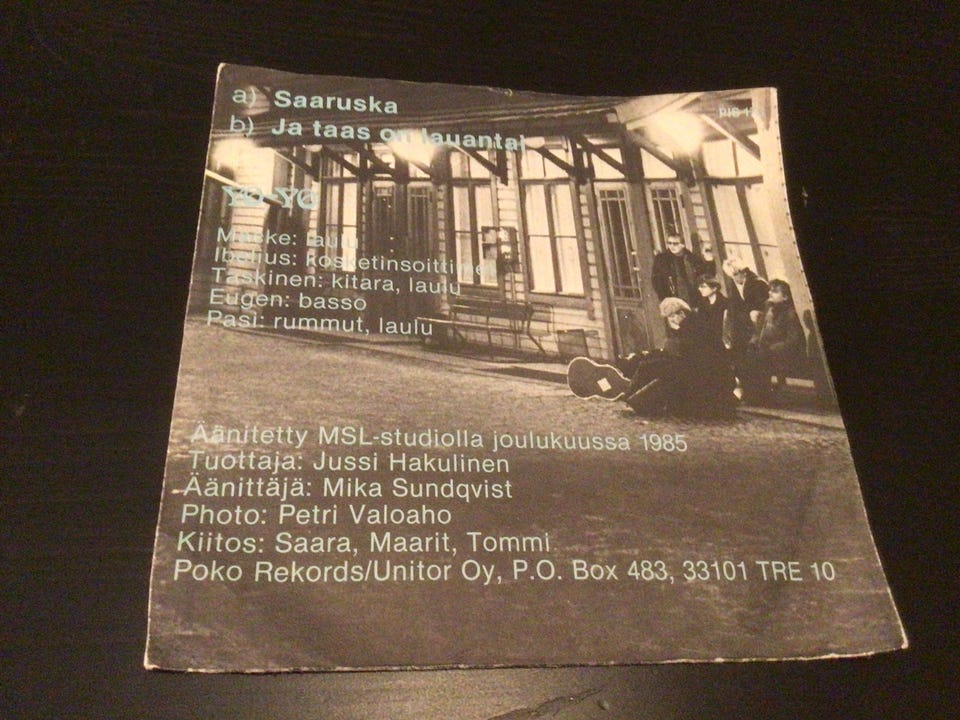 a) Saaruska
b) Ja taas on lauantai
PIS
YO-YO
laulu
Ibelius: kosketinsoittimet
Taskinen: kitara, laulu
Eugen: basso
Pasi: rummut, laulu
Äänitetty MSL-studiolla joulukuussa 1985
Tuottaja: Jussi Hakulinen
Äänittäjä: Mika Sundqvist
Photo: Petri Valoaho
Kiitos: Saara, Maarit, Tommi
Poko Rekords/Unitor Oy, P.O. Box 483, 33101 TRE 10